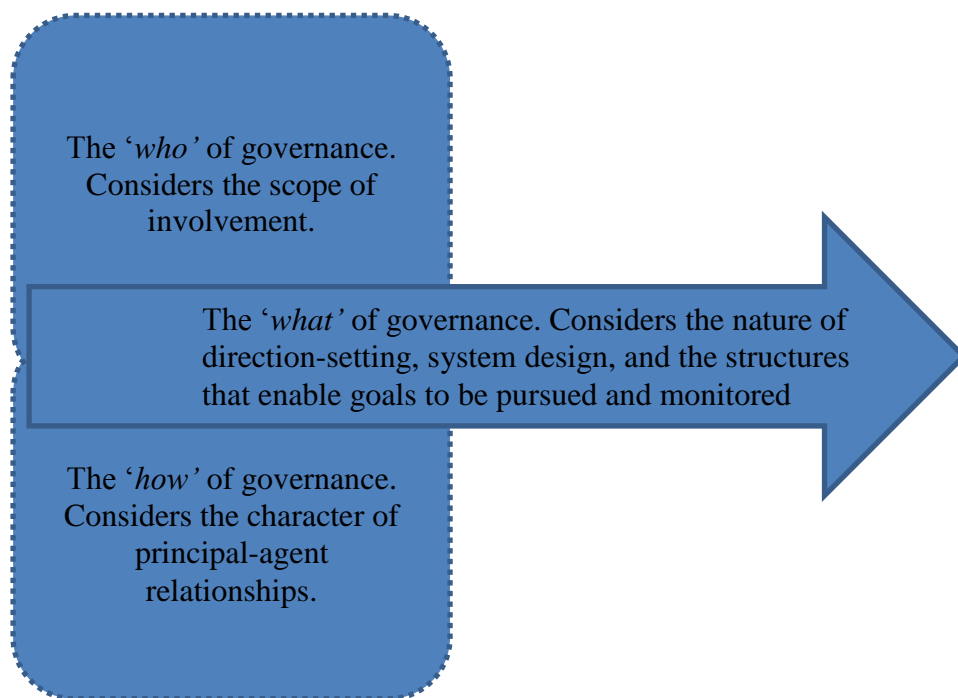 The ‘who’ of governance.
Considers the scope of
involvement.
The ‘what’ of governance. Considers the nature of
direction-setting, system design, and the structures
that enable goals to be pursued and monitored
The ‘how’ of governance.
Considers the character of
principal-agent
relationships.